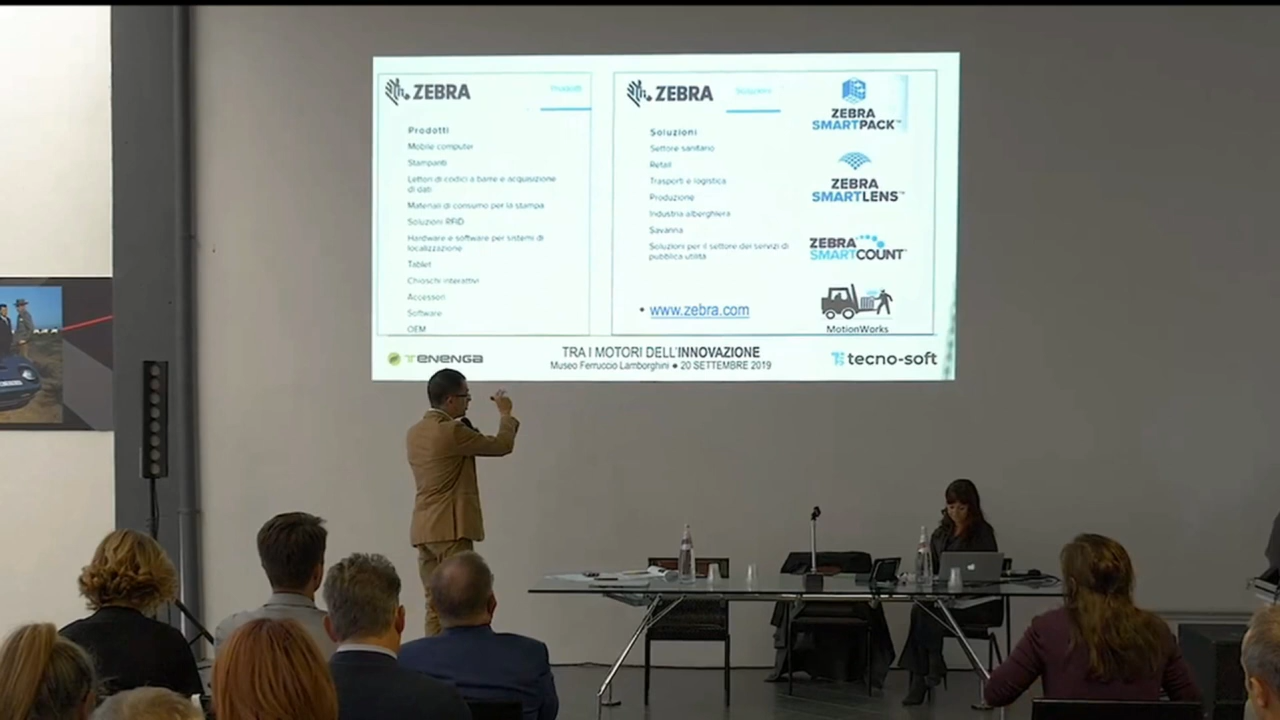 ZEBRA
Prodotti
Prodotti
Mobile computer
Stampanti
Lettori di codici a barre e acquisizione
di dati
Materiali di consumo per la stampa
Soluzioni RFID
Hardware e software per sistemi di
localizzazione
Tablet
Chioschi interattivi
Accessori
Software
OEM
ZEBRA
Soluzioni
Soluzioni
Settore sanitario
Retail
Trasporti e logistica
Produzione
Industria alberghiera
Savanna
Soluzioni per il settore dei servizi di
pubblica utilità
• www.zebra.com
ZEBRA
SMARTPACK™
ZEBRA
SMARTLENS™
ZEBRA
SMARTCOUNT™
MotionWorks
TENENGA
TRA I MOTORI DELL'INNOVAZIONE
Museo Ferruccio Lamborghini ● 20 SETTEMBRE 2019
tecno-soft